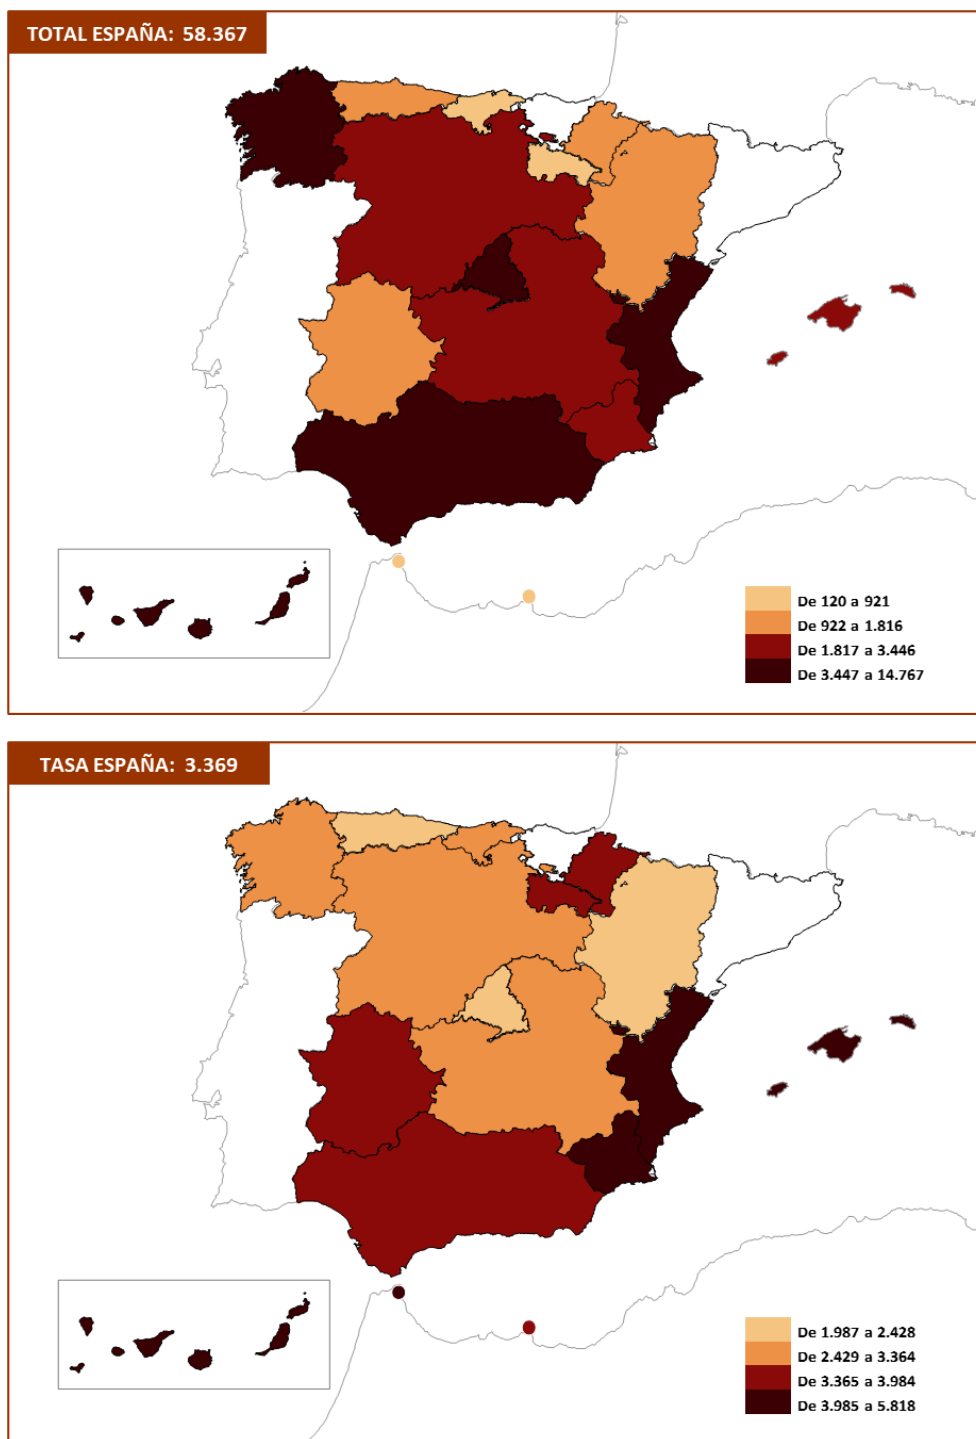 TOTAL ESPAÑA: 58.367
De 120 a 921
De 922 a 1.816
De 1.817 a 3.446
De 3.447 a 14.767
TASA ESPAÑA: 3.369
De 1.987 a 2.428
De 2.429 a 3.364
De 3.365 a 3.984
De 3.985 a 5.818